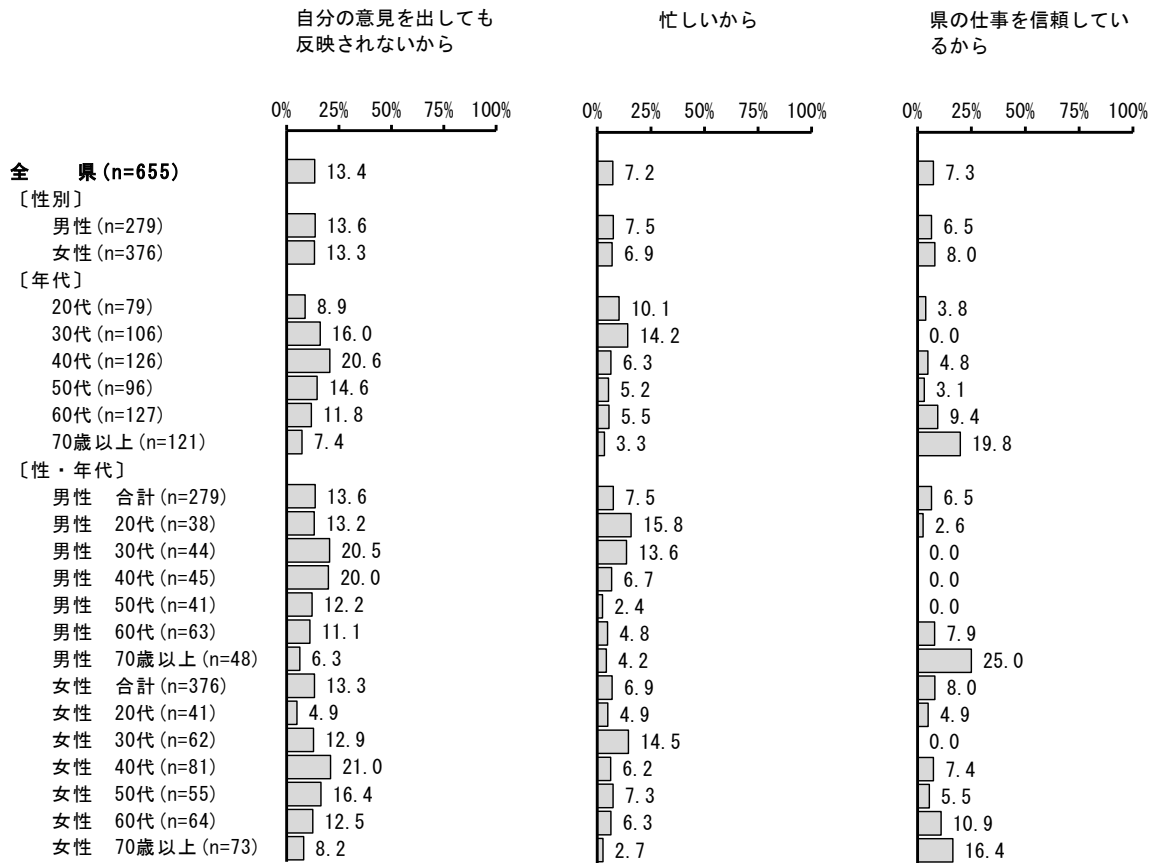 自分の意見を出しても
反映されないから
忙しいから
県の仕事を信頼してい
るから
0% 25% 50% 75% 100%
0% 25% 50% 75% 100%
0% 25% 50% 75% 100%
全　　県(n=655) 13.4 7.2 7.3
〔性別〕
男性(n=279) 13.6 7.5 6.5
女性(n=376) 13.3 6.9 8.0
〔年代〕
20代(n=79) 8.9 10.1 3.8
30代(n=106) 16.0 14.2 0.0
40代(n=126) 20.6 6.3 4.8
50代(n=96) 14.6 5.2 3.1
60代(n=127) 11.8 5.5 9.4
70歳以上(n=121) 7.4 3.3 19.8
〔性・年代〕
男性　合計(n=279) 13.6 7.5 6.5
男性　20代(n=38) 13.2 15.8 2.6
男性　30代(n=44) 20.5 13.6 0.0
男性　40代(n=45) 20.0 6.7 0.0
男性　50代(n=41) 12.2 2.4 0.0
男性　60代(n=63) 11.1 4.8 7.9
男性　70歳以上(n=48) 6.3 4.2 25.0
女性　合計(n=376) 13.3 6.9 8.0
女性　20代(n=41) 4.9 4.9 4.9
女性　30代(n=62) 12.9 14.5 0.0
女性　40代(n=81) 21.0 6.2 7.4
女性　50代(n=55) 16.4 7.3 5.5
女性　60代(n=64) 12.5 6.3 10.9
女性　70歳以上(n=73) 8.2 2.7 16.4